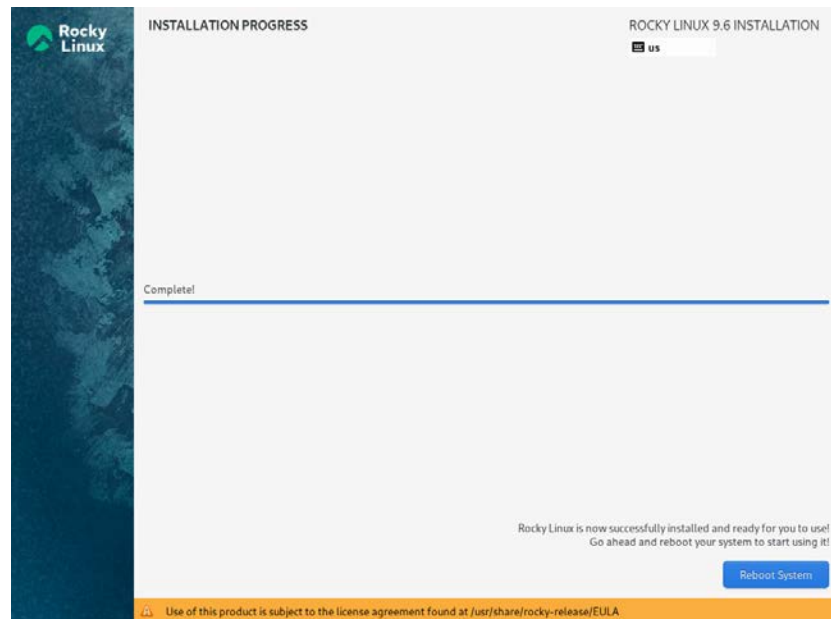 Rocky
Linux
INSTALLATION PROGRESS
ROCKY LINUX 9.6 INSTALLATION
us
Complete!
Rocky Linux is now successfully installed and ready for you to use!
Go ahead and reboot your system to start using it!
Reboot System
Use of this product is subject to the license agreement found at /usr/share/rocky-release/EULA